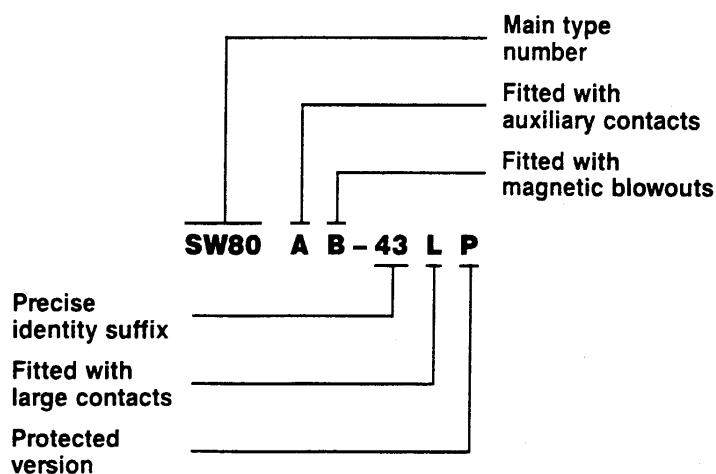 Main type
number
Fitted with
auxiliary contacts
Fitted with
magnetic blowouts
SW80 A B – 43 L P
Precise
identity suffix
Fitted with
large contacts
Protected
version